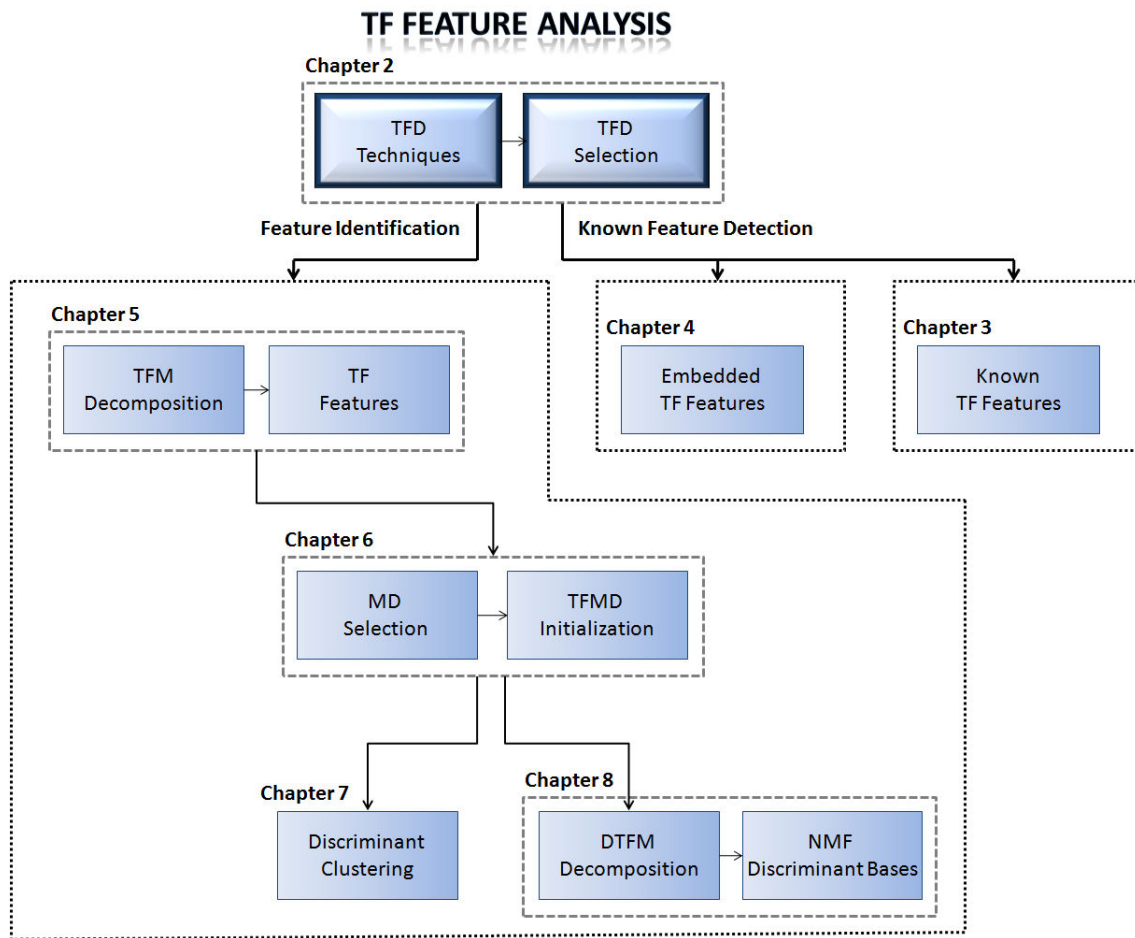 TF FEATURE ANALYSIS
Chapter 2
TFD
Techniques
TFD
Selection
Feature Identification
Known Feature Detection
Chapter 5
TFM
Decomposition
TF
Features
Chapter 4
Embedded
TF Features
Chapter 3
Known
TF Features
Chapter 6
MD
Selection
TFMD
Initialization
Chapter 7
Discriminant
Clustering
Chapter 8
DTFM
Decomposition
NMF
Discriminant Bases